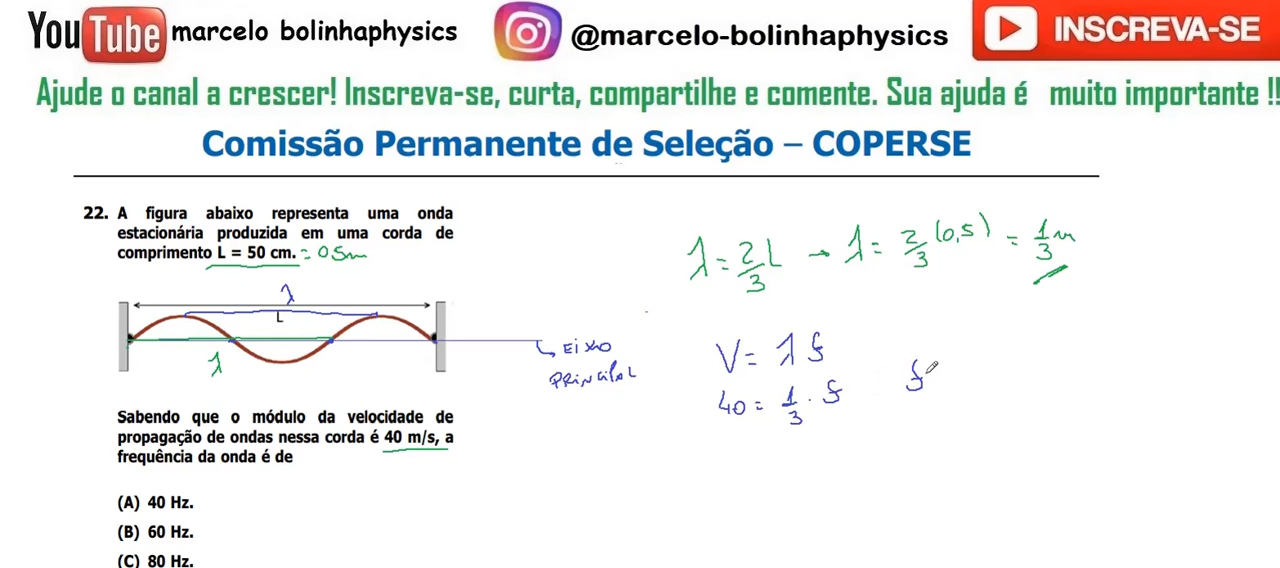 YouTube marcelo bolinhaphysics @marcelo-bolinhaphysics INSCREVA-SE
Ajude o canal a crescer! Inscreva-se, curta, compartilhe e comente. Sua ajuda é muito importante !!
Comissão Permanente de Seleção – COPERSE
22. A figura abaixo representa uma onda
estacionária produzida em uma corda de
comprimento L = 50 cm. = 0,5m
λ
L
λ
EIXO
PRINCIPAL
Sabendo que o módulo da velocidade de
propagação de ondas nessa corda é 40 m/s, a
frequência da onda é de
(A) 40 Hz.
(B) 60 Hz.
(C) 80 Hz.
λ = 2/3 L → λ = 2/3 (0,5) = 1/3 m
V = λ f
40 = 1/3 . f
f